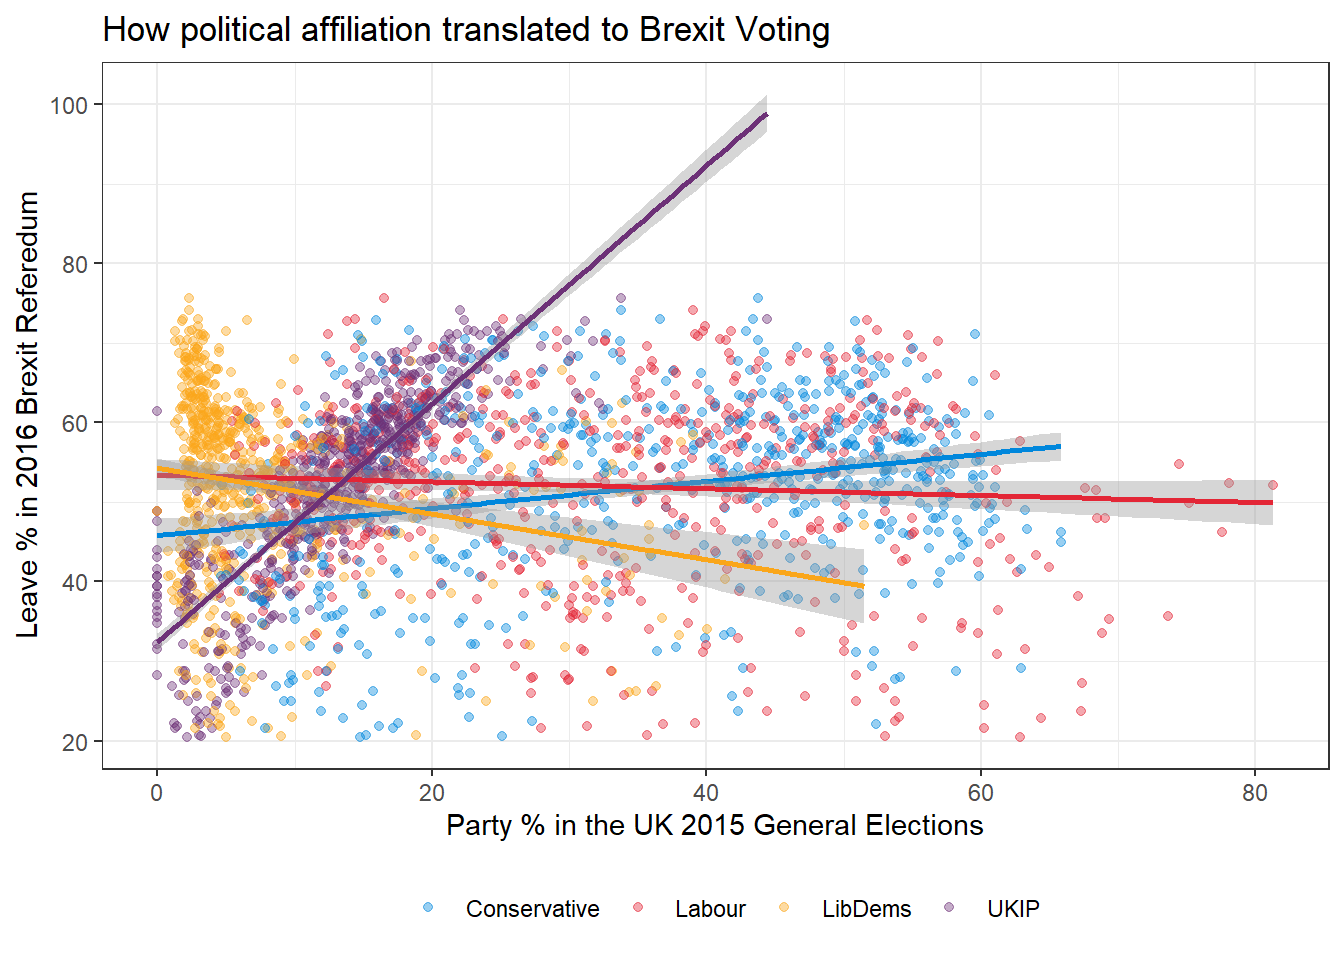 How political affiliation translated to Brexit Voting
Leave % in 2016 Brexit Referedum
100
80
60
40
20
0 20 40 60 80
Party % in the UK 2015 General Elections
Conservative Labour LibDems UKIP